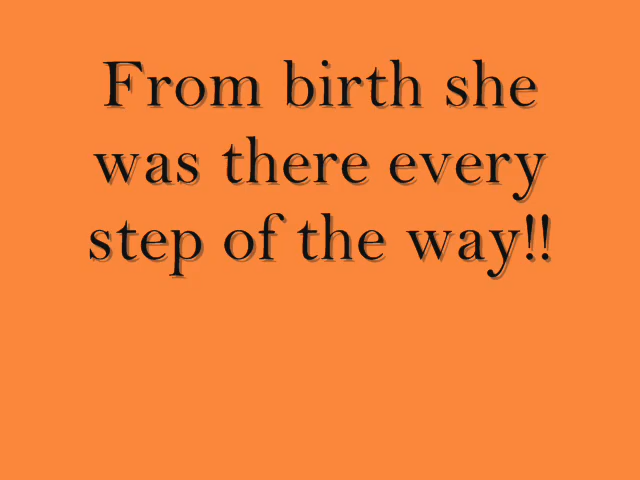 From birth she
was there every
step of the way!!